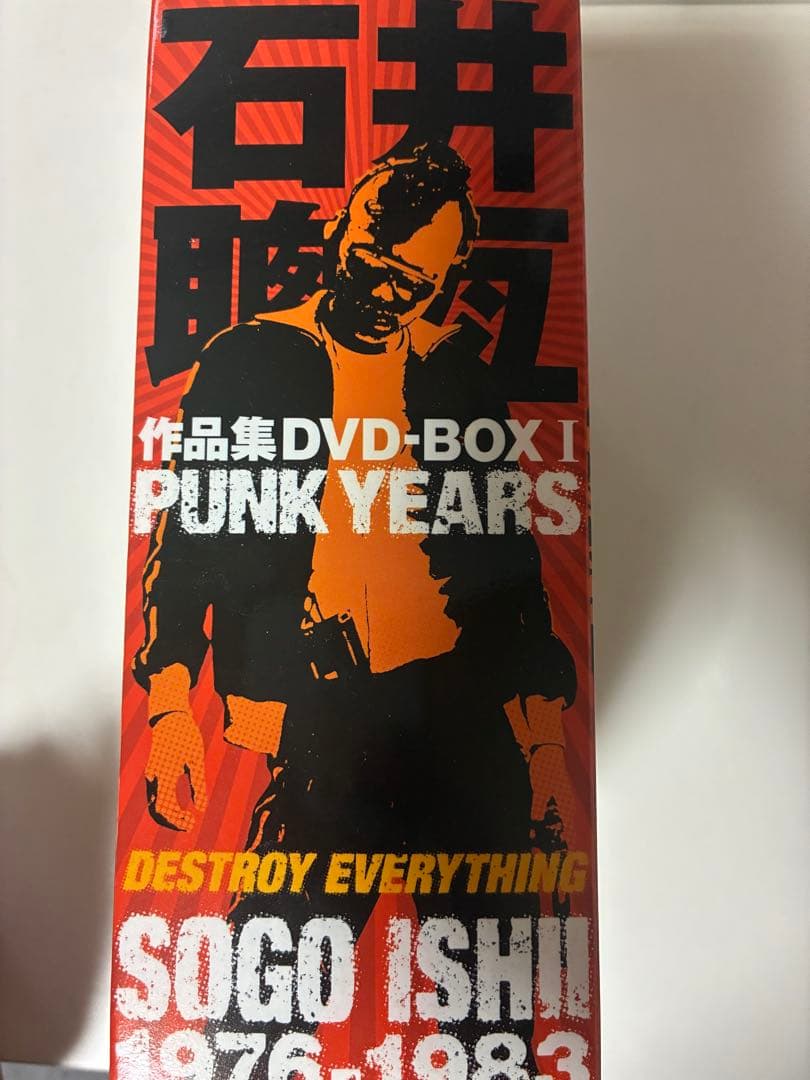 石井
聰亙
作品集DVD-BOX I
PUNK YEARS
DESTROY EVERYTHING
SOGO ISHII
1976-1983